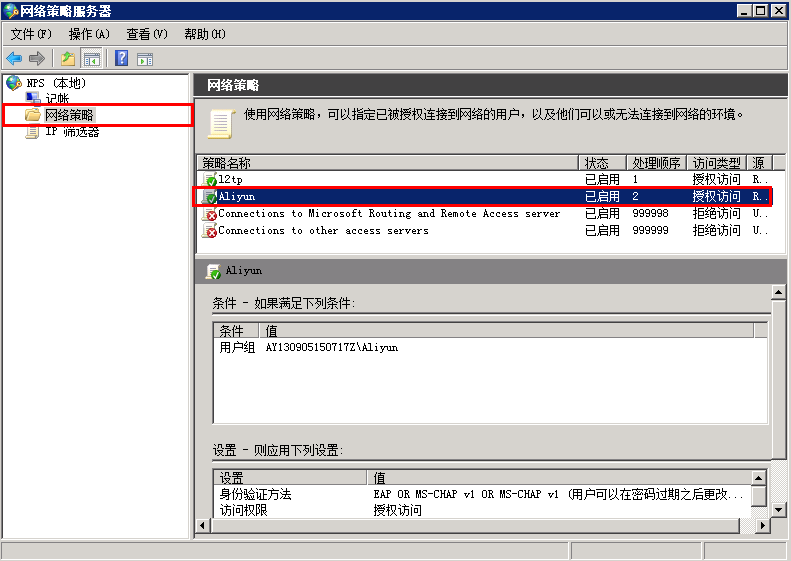 网络策略服务器
文件(F) 操作(A) 查看(V) 帮助(H)
NPS (本地)
记帐
网络策略
IP 筛选器
网络策略
使用网络策略，可以指定已被授权连接到网络的用户，以及他们可以或无法连接到网络的环境。
策略名称 状态 处理顺序 访问类型 源
l2tp 已启用 1 授权访问 R..
Aliyun 已启用 2 授权访问 R..
Connections to Microsoft Routing and Remote Access server 已启用 999998 拒绝访问 U..
Connections to other access servers 已启用 999999 拒绝访问 U..
Aliyun
条件 - 如果满足下列条件:
条件 值
用户组 AY130905150717Z\Aliyun
设置 - 则应用下列设置:
设置 值
身份验证方法 EAP OR MS-CHAP v1 OR MS-CHAP v1 (用户可以在密码过期之后更改...
访问权限 授权访问